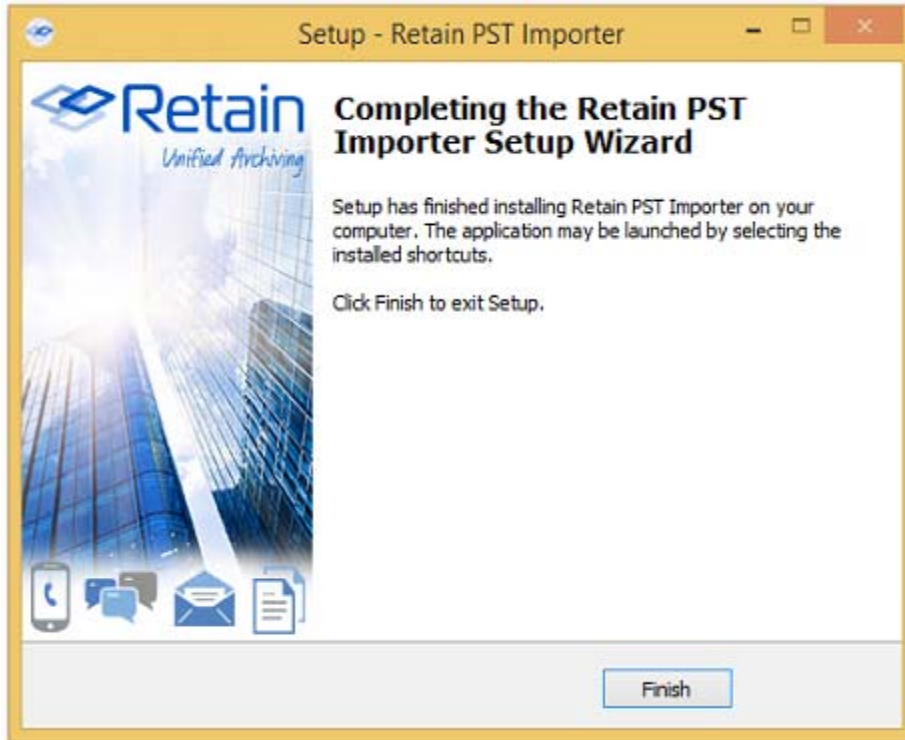 Setup - Retain PST Importer
Retain
Unified Archiving
Completing the Retain PST
Importer Setup Wizard
Setup has finished installing Retain PST Importer on your
computer. The application may be launched by selecting the
installed shortcuts.
Click Finish to exit Setup.
Finish